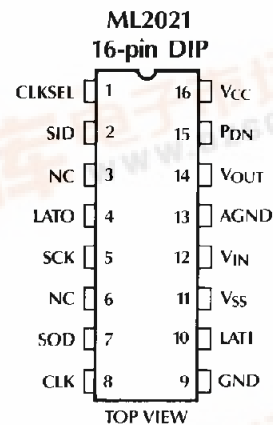 ML2021
16-pin DIP
CLKSEL 1 16 VCC
SID 2 15 PDN
NC 3 14 VOUT
LATO 4 13 AGND
SCK 5 12 VIN
NC 6 11 VSS
SOD 7 10 LATI
CLK 8 9 GND
TOP VIEW